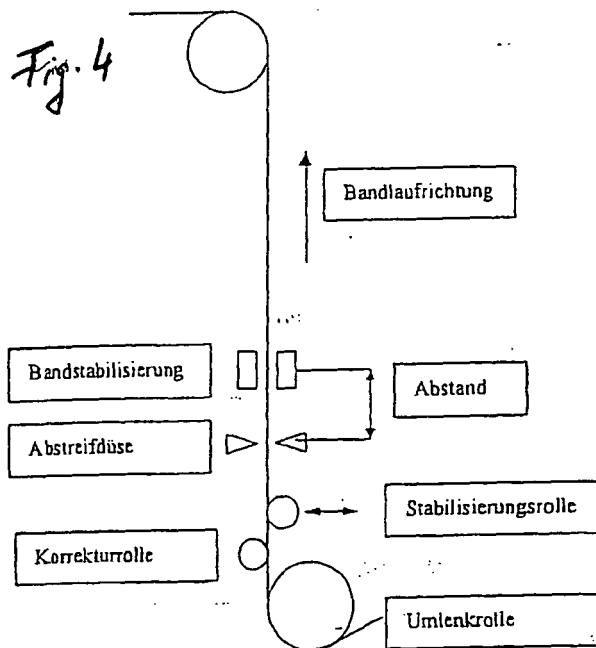 Fig. 4
Bandlaufrichtung
Bandstabilisierung
Abstand
Abstreifdüse
Stabilisierungsrolle
Korrekturrolle
Umlenkrolle